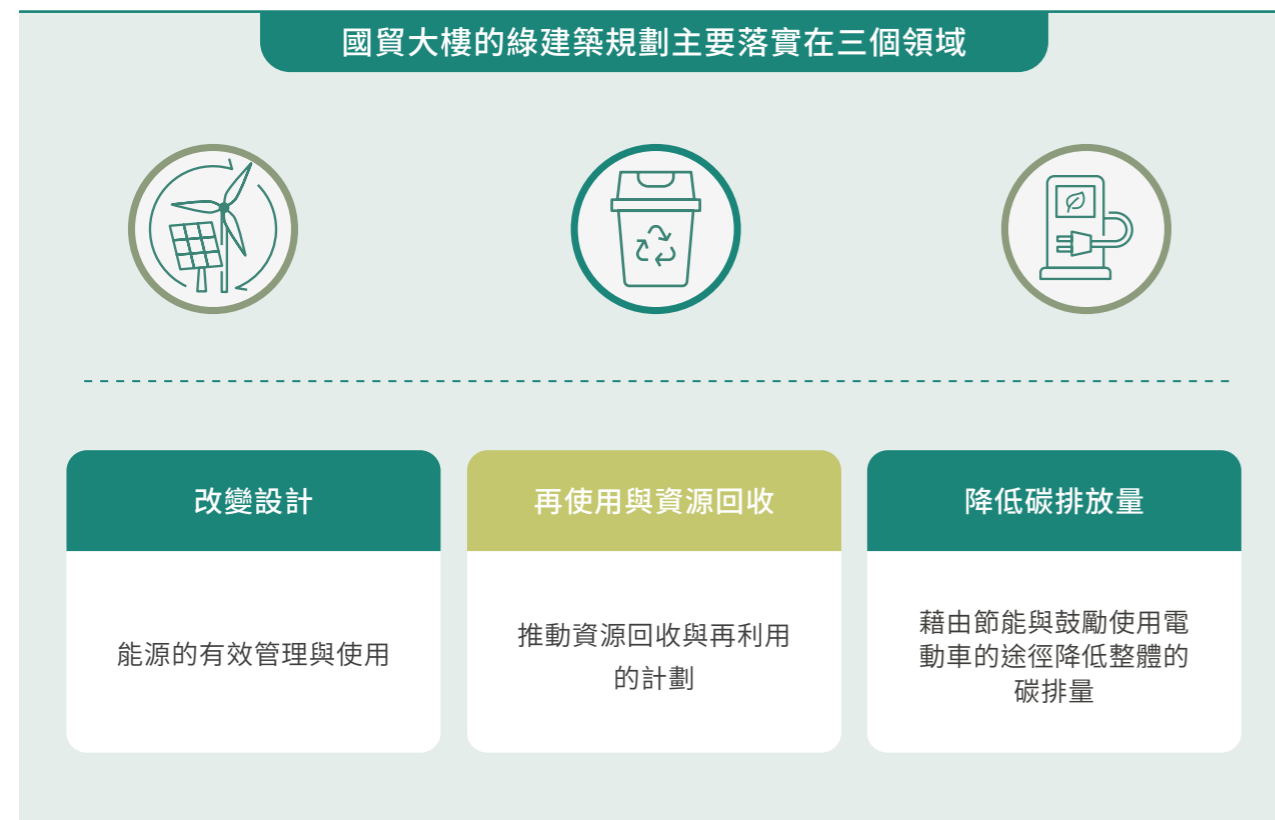 國貿大樓的綠建築規劃主要落實在三個領域
改變設計
能源的有效管理與使用
再使用與資源回收
推動資源回收與再利用
的計劃
降低碳排放量
藉由節能與鼓勵使用電
動車的途徑降低整體的
碳排量